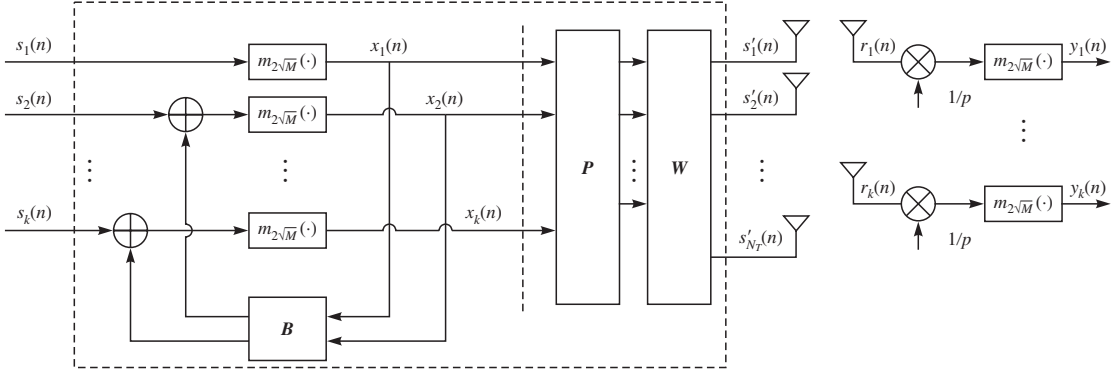 s₁(n) m₂√M(·) x₁(n) s′₁(n) r₁(n) m₂√M(·) y₁(n)
s₂(n) m₂√M(·) x₂(n) s′₂(n) 1/p
⋮ ⋮ P ⋮ W ⋮ ⋮
sₖ(n) m₂√M(·) xₖ(n) rₖ(n) m₂√M(·) yₖ(n)
s′_{N_T}(n) 1/p
B